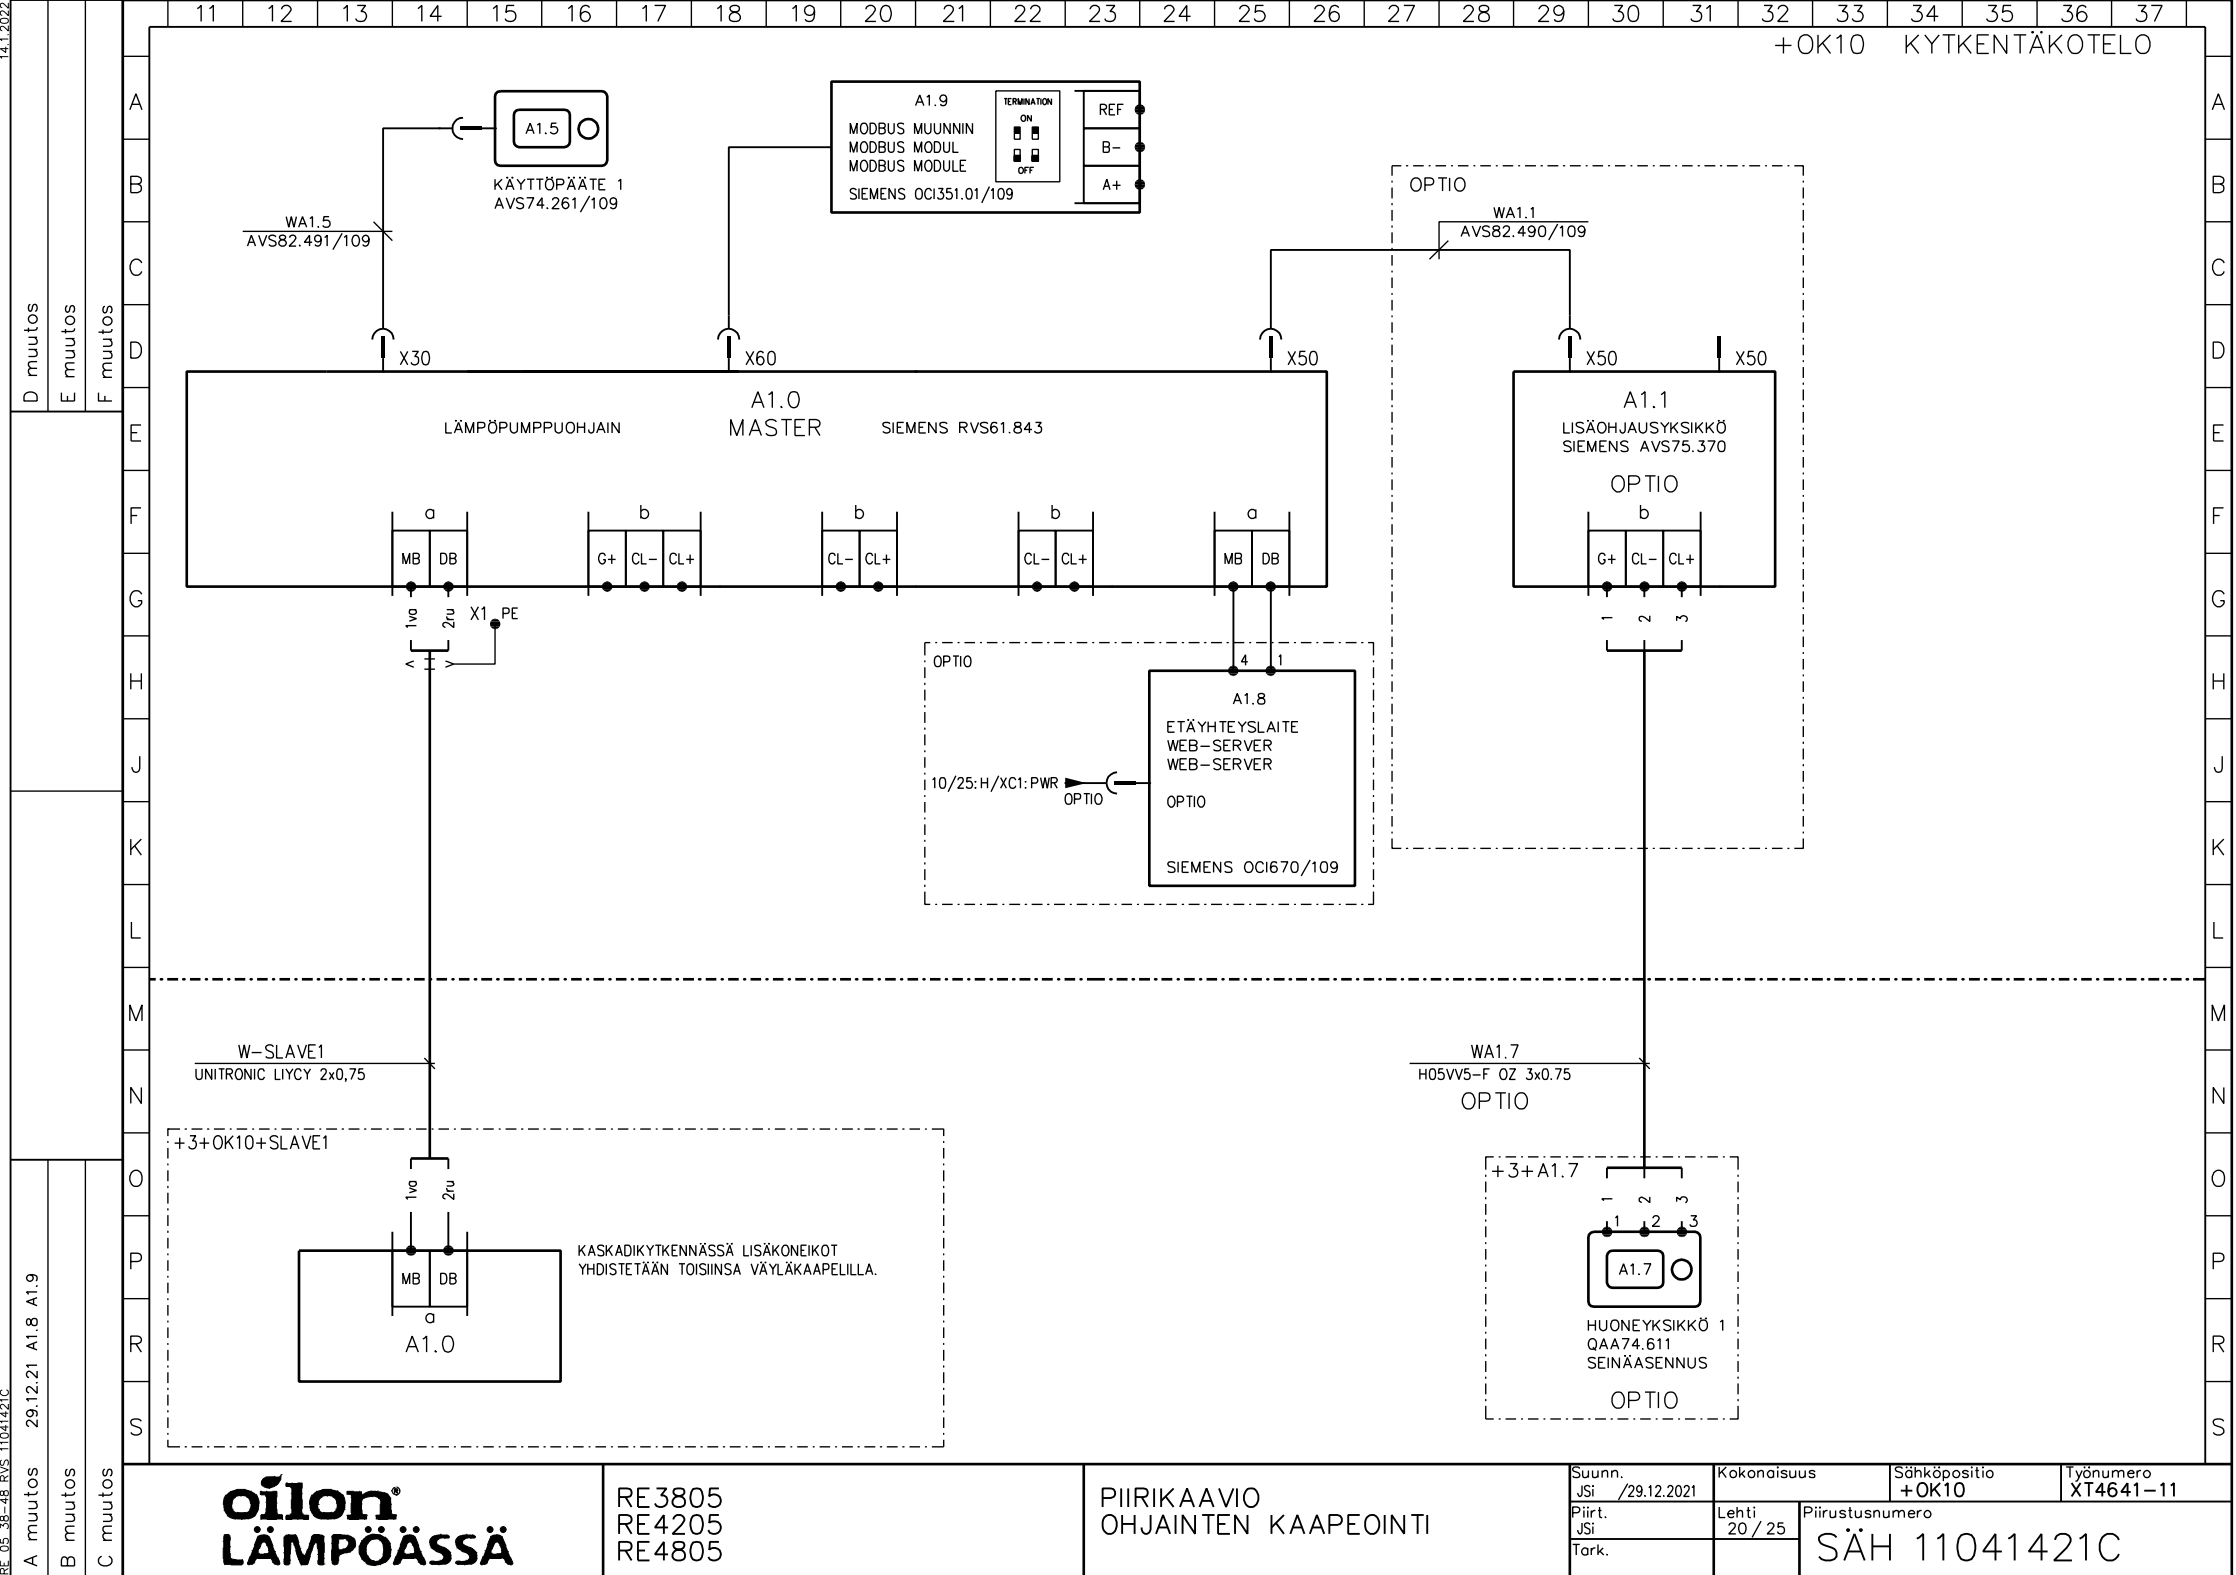 11 12 13 14 15 16 17 18 19 20 21 22 23 24 25 26 27 28 29 30 31 32 33 34 35 36 37
+OK10 KYTKENTÄKOTELO
14.1.2022
A
B
C
D
E
F
G
H
J
K
L
M
N
O
P
R
S
A
B
C
D
E
F
G
H
J
K
L
M
N
O
P
R
S
D muutos
E muutos
F muutos
A muutos 29.12.21 A1.8 A1.9
B muutos
C muutos
RE 05 38-48 RVS 11041421C
A1.5
KÄYTTÖPÄÄTE 1
AVS74.261/109
WA1.5
AVS82.491/109
A1.9
MODBUS MUUNNIN
MODBUS MODUL
MODBUS MODULE
SIEMENS OCI351.01/109
TERMINATION
ON
OFF
REF
B-
A+
OPTIO
WA1.1
AVS82.490/109
X30
X60
X50
X50
X50
A1.0
LÄMPÖPUMPPUOHJAIN MASTER SIEMENS RVS61.843
A1.1
LISÄOHJAUSYKSIKKÖ
SIEMENS AVS75.370
OPTIO
a b b b a b
MB DB G+ CL- CL+ CL- CL+ CL- CL+ MB DB G+ CL- CL+
1va 2ru X1 PE
1 2 3
< >
OPTIO
4 1
A1.8
ETÄYHTEYSLAITE
WEB-SERVER
WEB-SERVER
10/25:H/XC1:PWR
OPTIO
OPTIO
SIEMENS OCI670/109
W-SLAVE1
UNITRONIC LIYCY 2x0,75
WA1.7
H05VV5-F OZ 3x0.75
OPTIO
+3+OK10+SLAVE1
1va 2ru
MB DB
a
A1.0
KASKADIKYTKENNÄSSÄ LISÄKONEIKOT
YHDISTETÄÄN TOISIINSA VÄYLÄKAAPELILLA.
+3+A1.7
1 2 3
1 2 3
A1.7
HUONEYKSIKKÖ 1
QAA74.611
SEINÄASENNUS
OPTIO
oilon®
LÄMPÖÄSSÄ
RE3805
RE4205
RE4805
PIIRIKAAVIO
OHJAINTEN KAAPEOINTI
Suunn.
JSi /29.12.2021
Piirt.
JSi
Tark.
Kokonaisuus
Lehti
20/25
Sähköpositio
+OK10
Työnumero
XT4641-11
Piirustusnumero
SÄH 11041421C